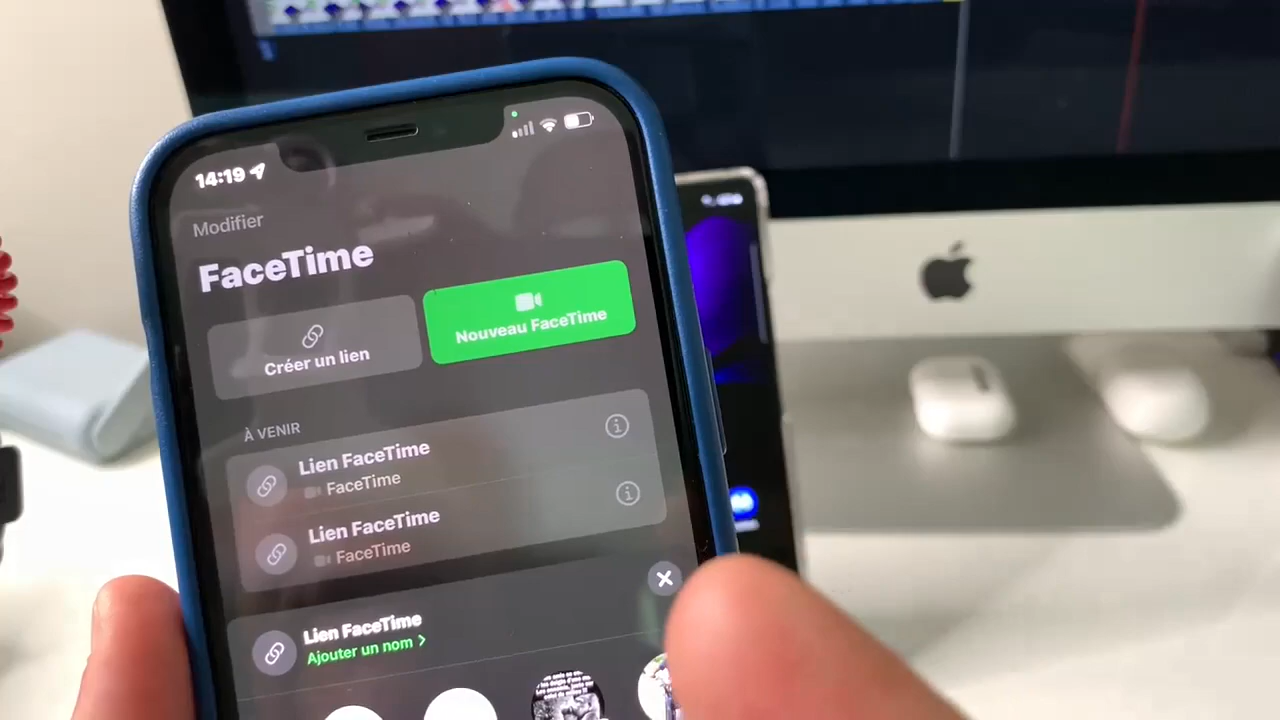 14:19
Modifier
FaceTime
Créer un lien
Nouveau FaceTime
À VENIR
Lien FaceTime
FaceTime
Lien FaceTime
FaceTime
Lien FaceTime
Ajouter un nom >